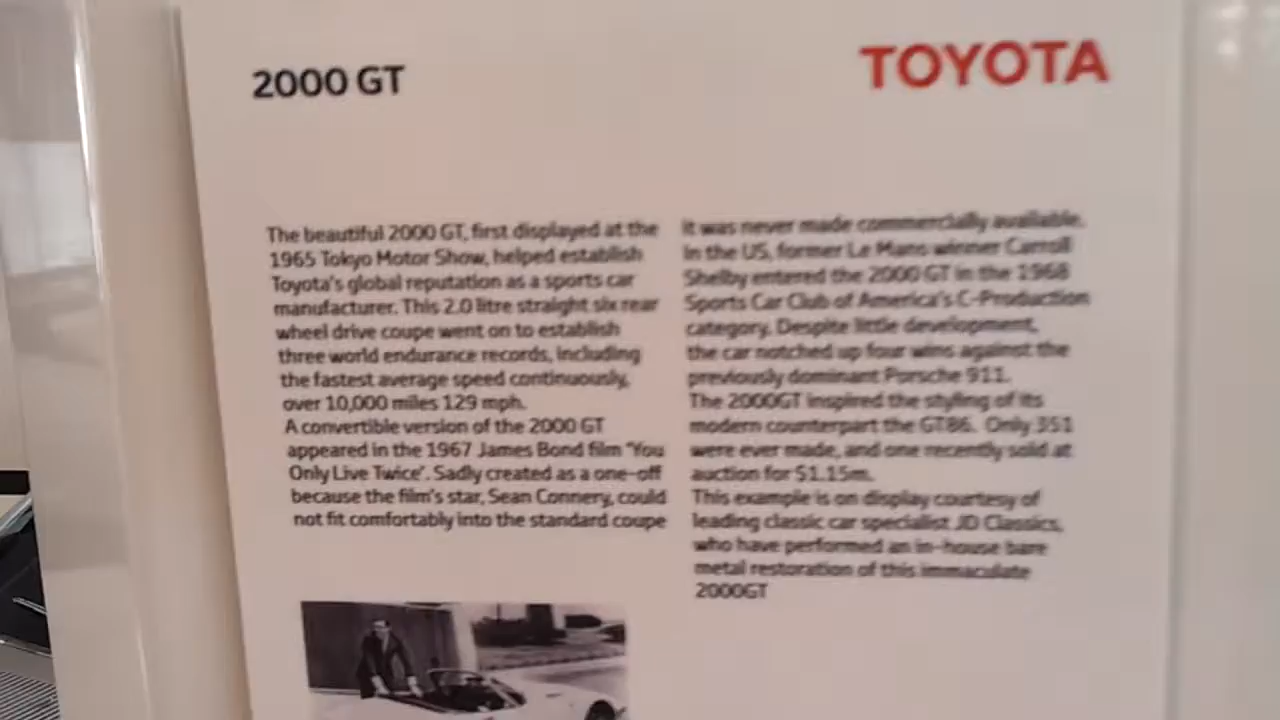 2000 GT
TOYOTA
The beautiful 2000 GT, first displayed at the
1965 Tokyo Motor Show, helped establish
Toyota's global reputation as a sports car
manufacturer. This 2.0 litre straight six rear
wheel drive coupe went on to establish
three world endurance records, including
the fastest average speed continuously,
over 10,000 miles 129 mph.
A convertible version of the 2000 GT
appeared in the 1967 James Bond film 'You
Only Live Twice'. Sadly created as a one-off
because the film's star, Sean Connery, could
not fit comfortably into the standard coupe
it was never made commercially available.
In the US, former Le Mans winner Carroll
Shelby entered the 2000 GT in the 1968
Sports Car Club of America's C-Production
category. Despite little development,
the car notched up four wins against the
previously dominant Porsche 911.
The 2000GT inspired the styling of its
modern counterpart the GT86. Only 351
were ever made, and one recently sold at
auction for $1.15m.
This example is on display courtesy of
leading classic car specialist JD Classics,
who have performed an in-house bare
metal restoration of this immaculate
2000GT